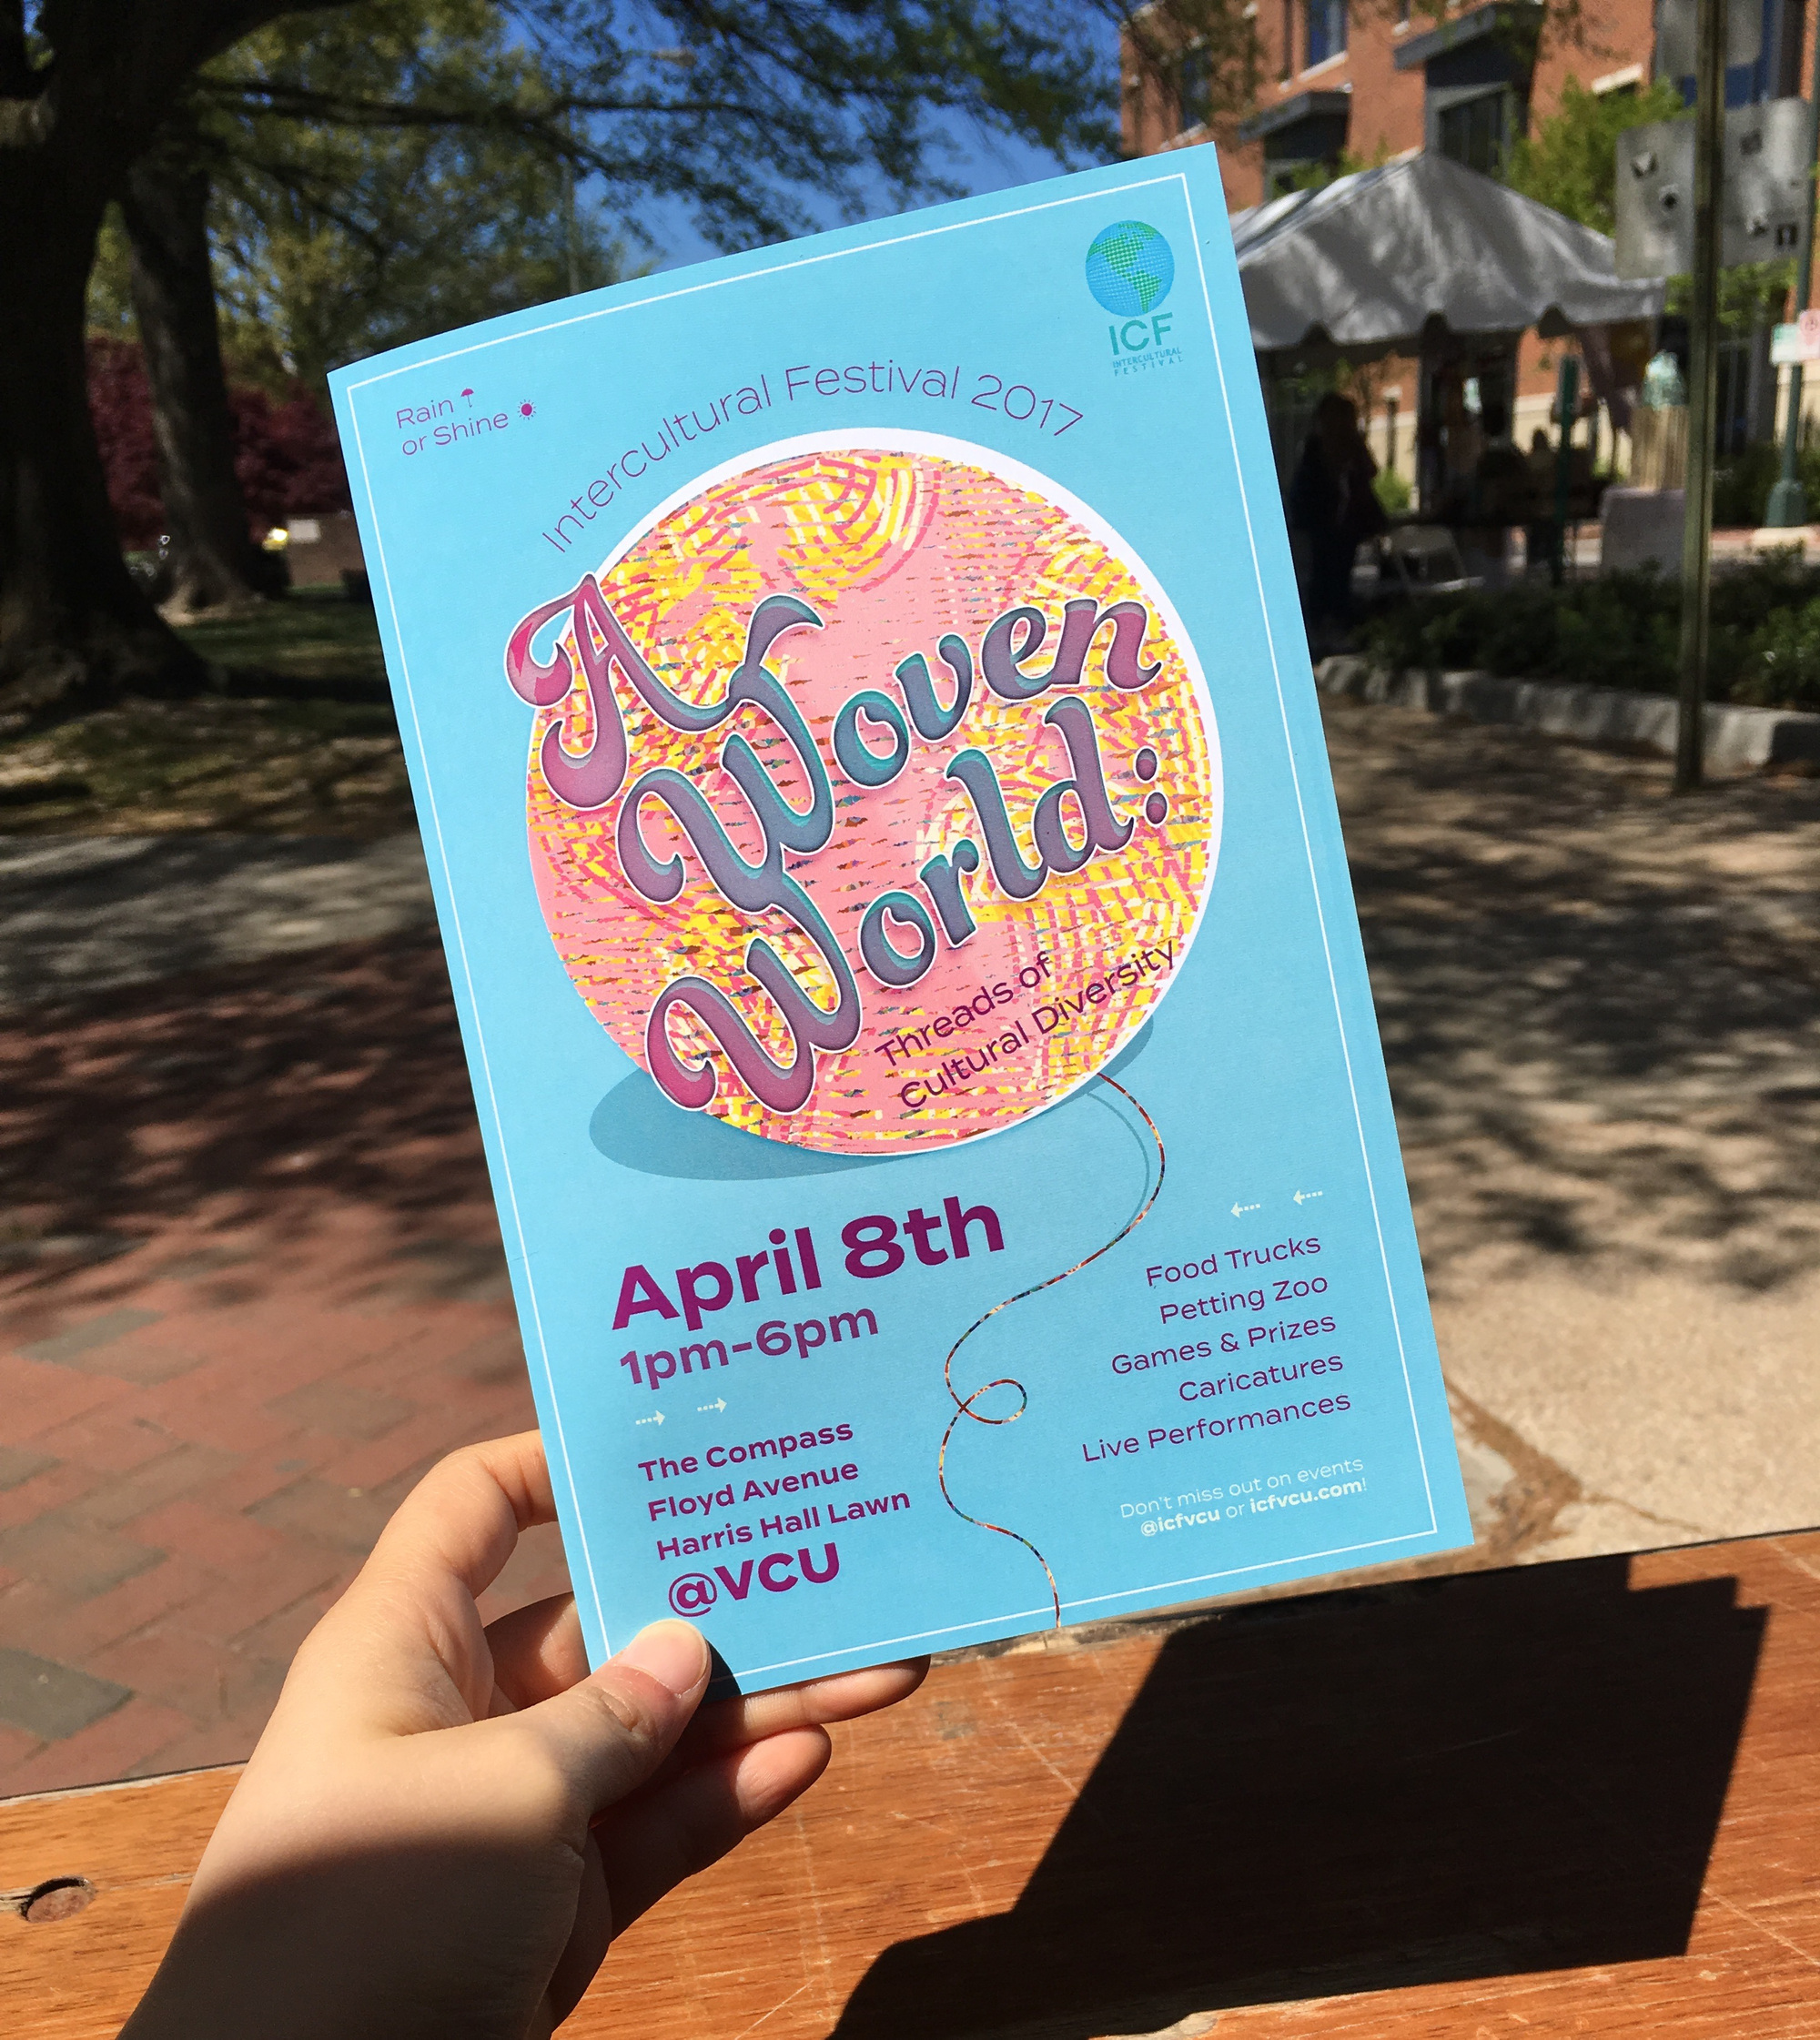 ICF
INTERCULTURAL
FESTIVAL
Rain
or Shine
Intercultural Festival 2017
A
Woven
World:
Threads of
Cultural Diversity
April 8th
1pm-6pm
The Compass
Floyd Avenue
Harris Hall Lawn
@VCU
Food Trucks
Petting Zoo
Games & Prizes
Caricatures
Live Performances
Don't miss out on events
@icfvcu or icfvcu.com!